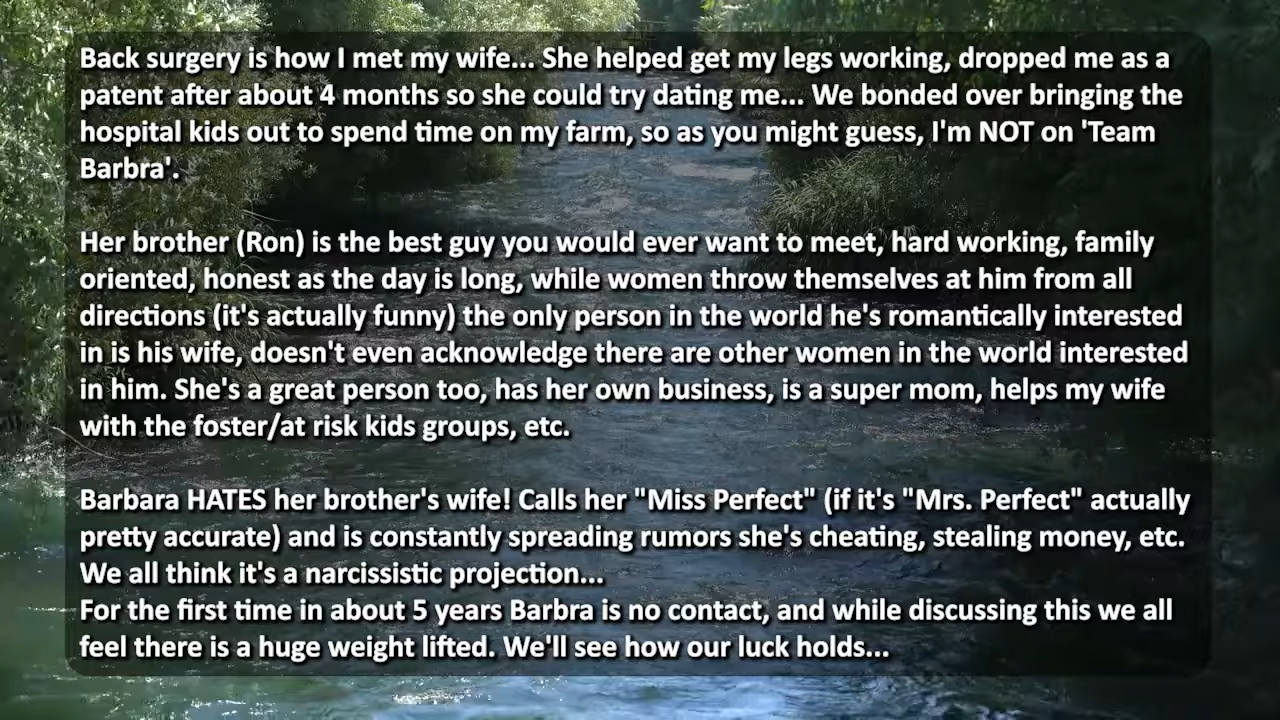 Back surgery is how I met my wife... She helped get my legs working, dropped me as a
patent after about 4 months so she could try dating me... We bonded over bringing the
hospital kids out to spend time on my farm, so as you might guess, I'm NOT on 'Team
Barbra'.
Her brother (Ron) is the best guy you would ever want to meet, hard working, family
oriented, honest as the day is long, while women throw themselves at him from all
directions (it's actually funny) the only person in the world he's romantically interested
in is his wife, doesn't even acknowledge there are other women in the world interested
in him. She's a great person too, has her own business, is a super mom, helps my wife
with the foster/at risk kids groups, etc.
Barbara HATES her brother's wife! Calls her "Miss Perfect" (if it's "Mrs. Perfect" actually
pretty accurate) and is constantly spreading rumors she's cheating, stealing money, etc.
We all think it's a narcissistic projection...
For the first time in about 5 years Barbra is no contact, and while discussing this we all
feel there is a huge weight lifted. We'll see how our luck holds...